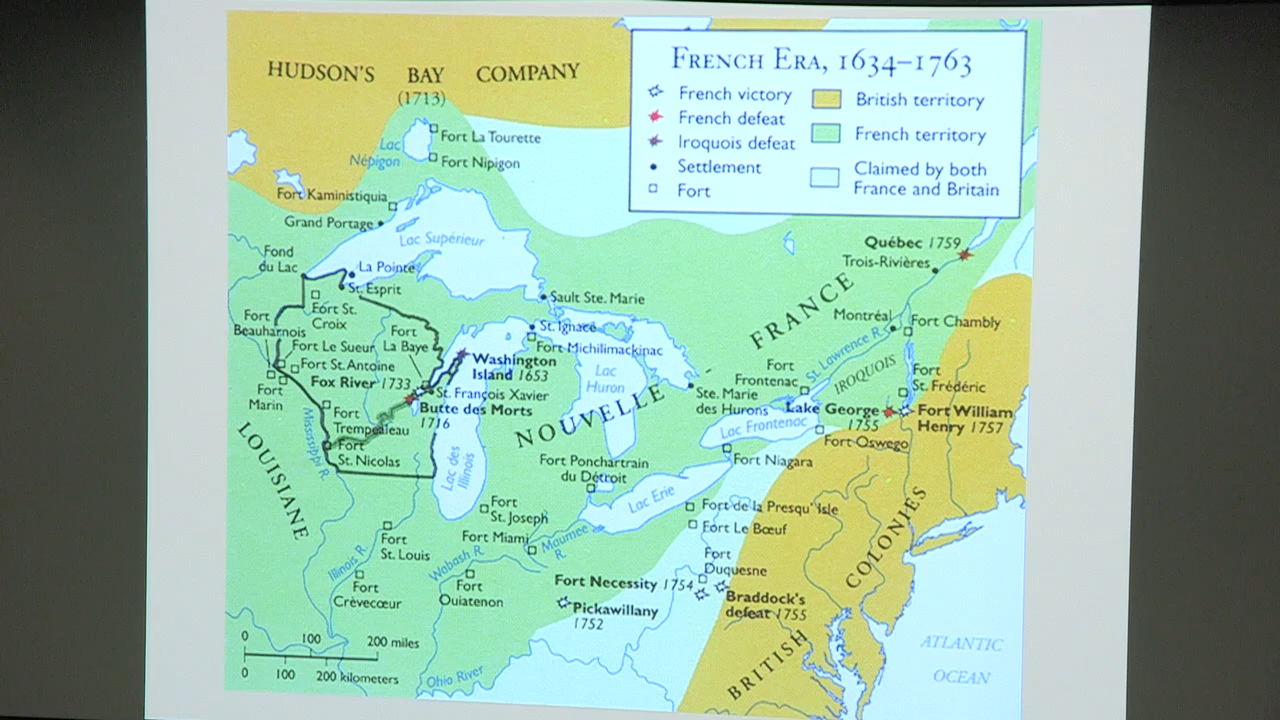 FRENCH ERA, 1634–1763
French victory
French defeat
Iroquois defeat
Settlement
Fort
British territory
French territory
Claimed by both
France and Britain
HUDSON'S BAY COMPANY
(1713)
Fort La Tourette
Lac
Népigon
Fort Nipigon
Fort Kaministiquia
Grand Portage
Lac Supérieur
Fond
du Lac
La Pointe
St. Esprit
Fort St.
Croix
Sault Ste. Marie
St. Ignace
Fort Michilimackinac
Fort
Beauharnois
Fort
La Baye
Fort Le Sueur
Fort St. Antoine
Fort
Marin
Fox River 1733
Washington
Island 1653
St. François Xavier
Butte des Morts
1716
Fort
Trempealeau
Fort
St. Nicolas
Mississippi R.
LOUISIANE
Lac
Huron
Lac des
Illinois
NOUVELLE
FRANCE
Québec 1759
Trois-Rivières
Montréal
Fort Chambly
St. Lawrence R.
IROQUOIS
Fort
Frontenac
Fort
St. Frédéric
Ste. Marie
des Hurons
Lake George
1755
Fort William
Henry 1757
Lac Frontenac
Fort Oswego
Fort Niagara
Fort Ponchartrain
du Détroit
Lac Erie
Fort
St. Joseph
Fort Miami
Maumee
R.
Fort de la Presqu' Isle
Fort Le Bœuf
Fort
Duquesne
Fort
St. Louis
Illinois R.
Fort
Crèvecœur
Wabash R.
Fort
Ouiatenon
Fort Necessity 1754
Braddock's
defeat 1755
Pickawillany
1752
BRITISH
COLONIES
ATLANTIC
OCEAN
Ohio River
0 100 200 miles
0 100 200 kilometers